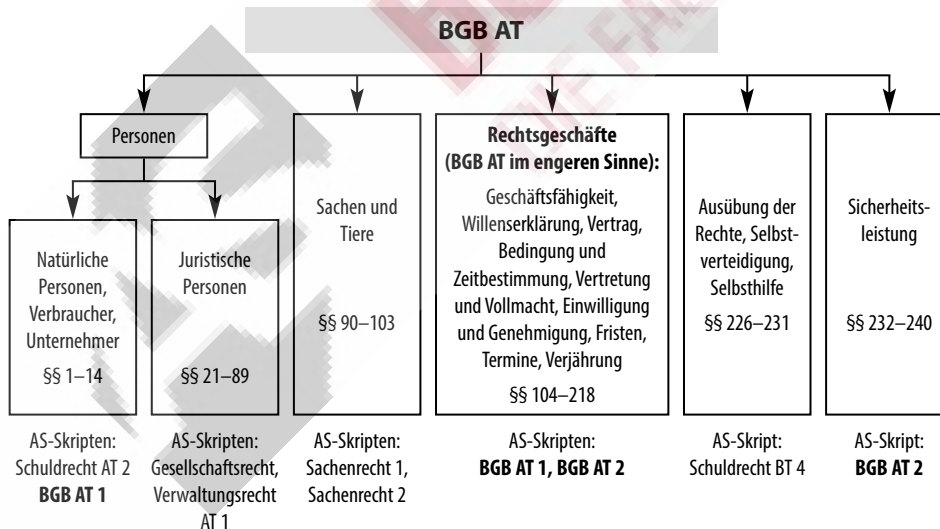 BGB AT
Personen
Natürliche
Personen,
Verbraucher,
Unternehmer
§§ 1–14
AS-Skripten:
Schuldrecht AT 2
BGB AT 1
Juristische
Personen
§§ 21–89
AS-Skripten:
Gesellschaftsrecht,
Verwaltungsrecht
AT 1
Sachen und
Tiere
§§ 90–103
AS-Skripten:
Sachenrecht 1,
Sachenrecht 2
Rechtsgeschäfte
(BGB AT im engeren Sinne):
Geschäftsfähigkeit,
Willenserklärung, Vertrag,
Bedingung und
Zeitbestimmung, Vertretung
und Vollmacht, Einwilligung
und Genehmigung, Fristen,
Termine, Verjährung
§§ 104–218
AS-Skripten:
BGB AT 1, BGB AT 2
Ausübung der
Rechte, Selbst-
verteidigung,
Selbsthilfe
§§ 226–231
AS-Skript:
Schuldrecht BT 4
Sicherheits-
leistung
§§ 232–240
AS-Skript:
BGB AT 2